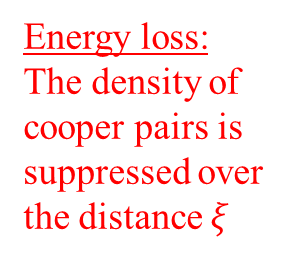 Energy loss:
The density of
cooper pairs is
suppressed over
the distance ξ